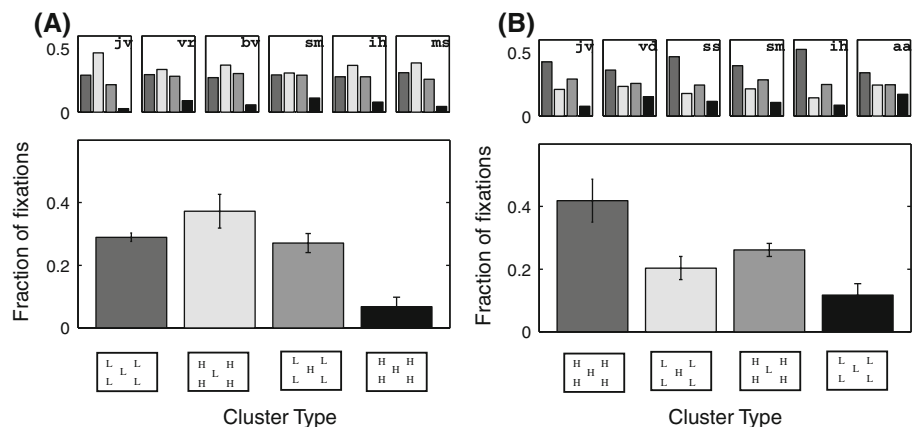 (A)
0.5
0
jv vr bv sm ih ms
Fraction of fixations
0.4
0.2
0
L L
L
L L
H H
L
H H
L L
H
L L
H H
H
H H
Cluster Type
(B)
0.5
0
jv vd ss sm ih aa
Fraction of fixations
0.4
0.2
0
H H
H
H H
L L
H
L L
H H
L
H H
L L
L
L L
Cluster Type